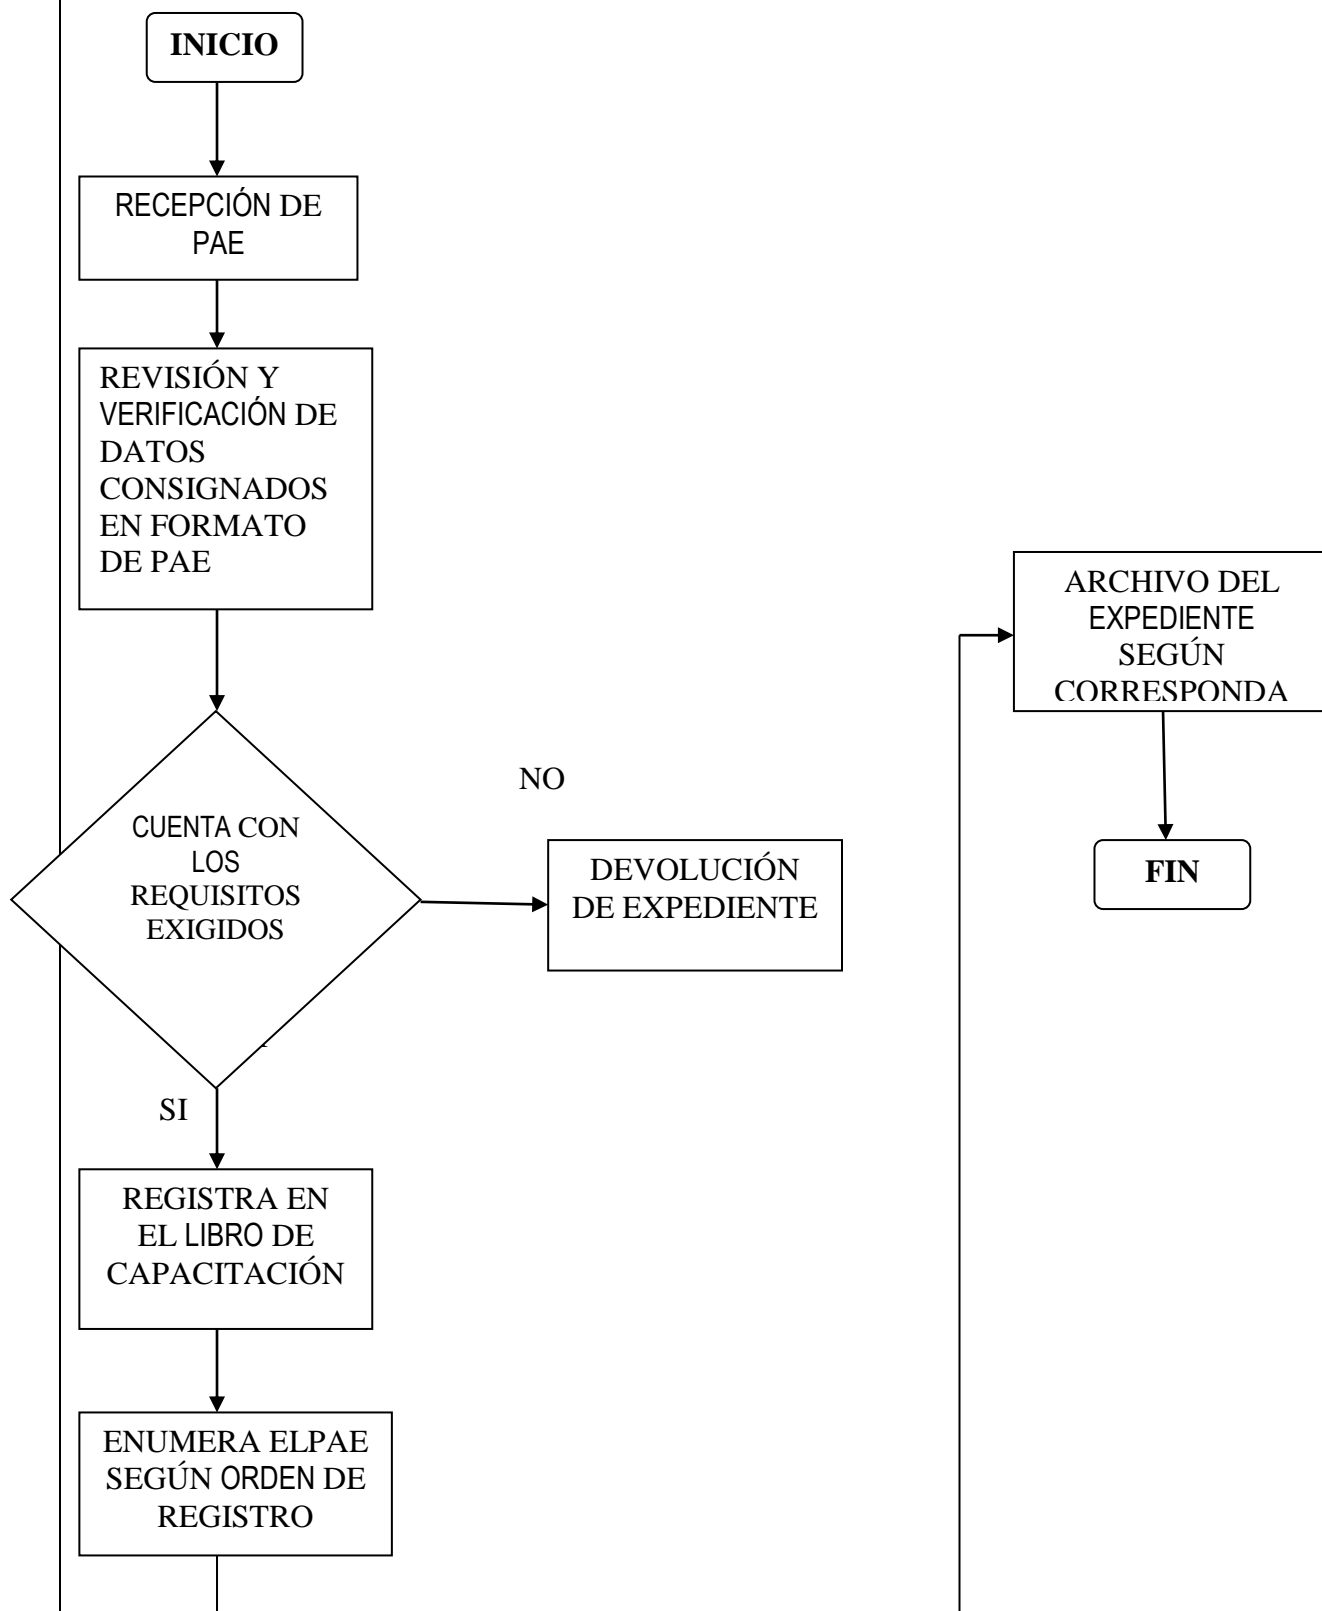 INICIO
RECEPCIÓN DE
PAE
REVISIÓN Y
VERIFICACIÓN DE
DATOS
CONSIGNADOS
EN FORMATO
DE PAE
CUENTA CON
LOS
REQUISITOS
EXIGIDOS
NO
DEVOLUCIÓN
DE EXPEDIENTE
SI
REGISTRA EN
EL LIBRO DE
CAPACITACIÓN
ENUMERA ELPAE
SEGÚN ORDEN DE
REGISTRO
ARCHIVO DEL
EXPEDIENTE
SEGÚN
CORRESPONDA
FIN